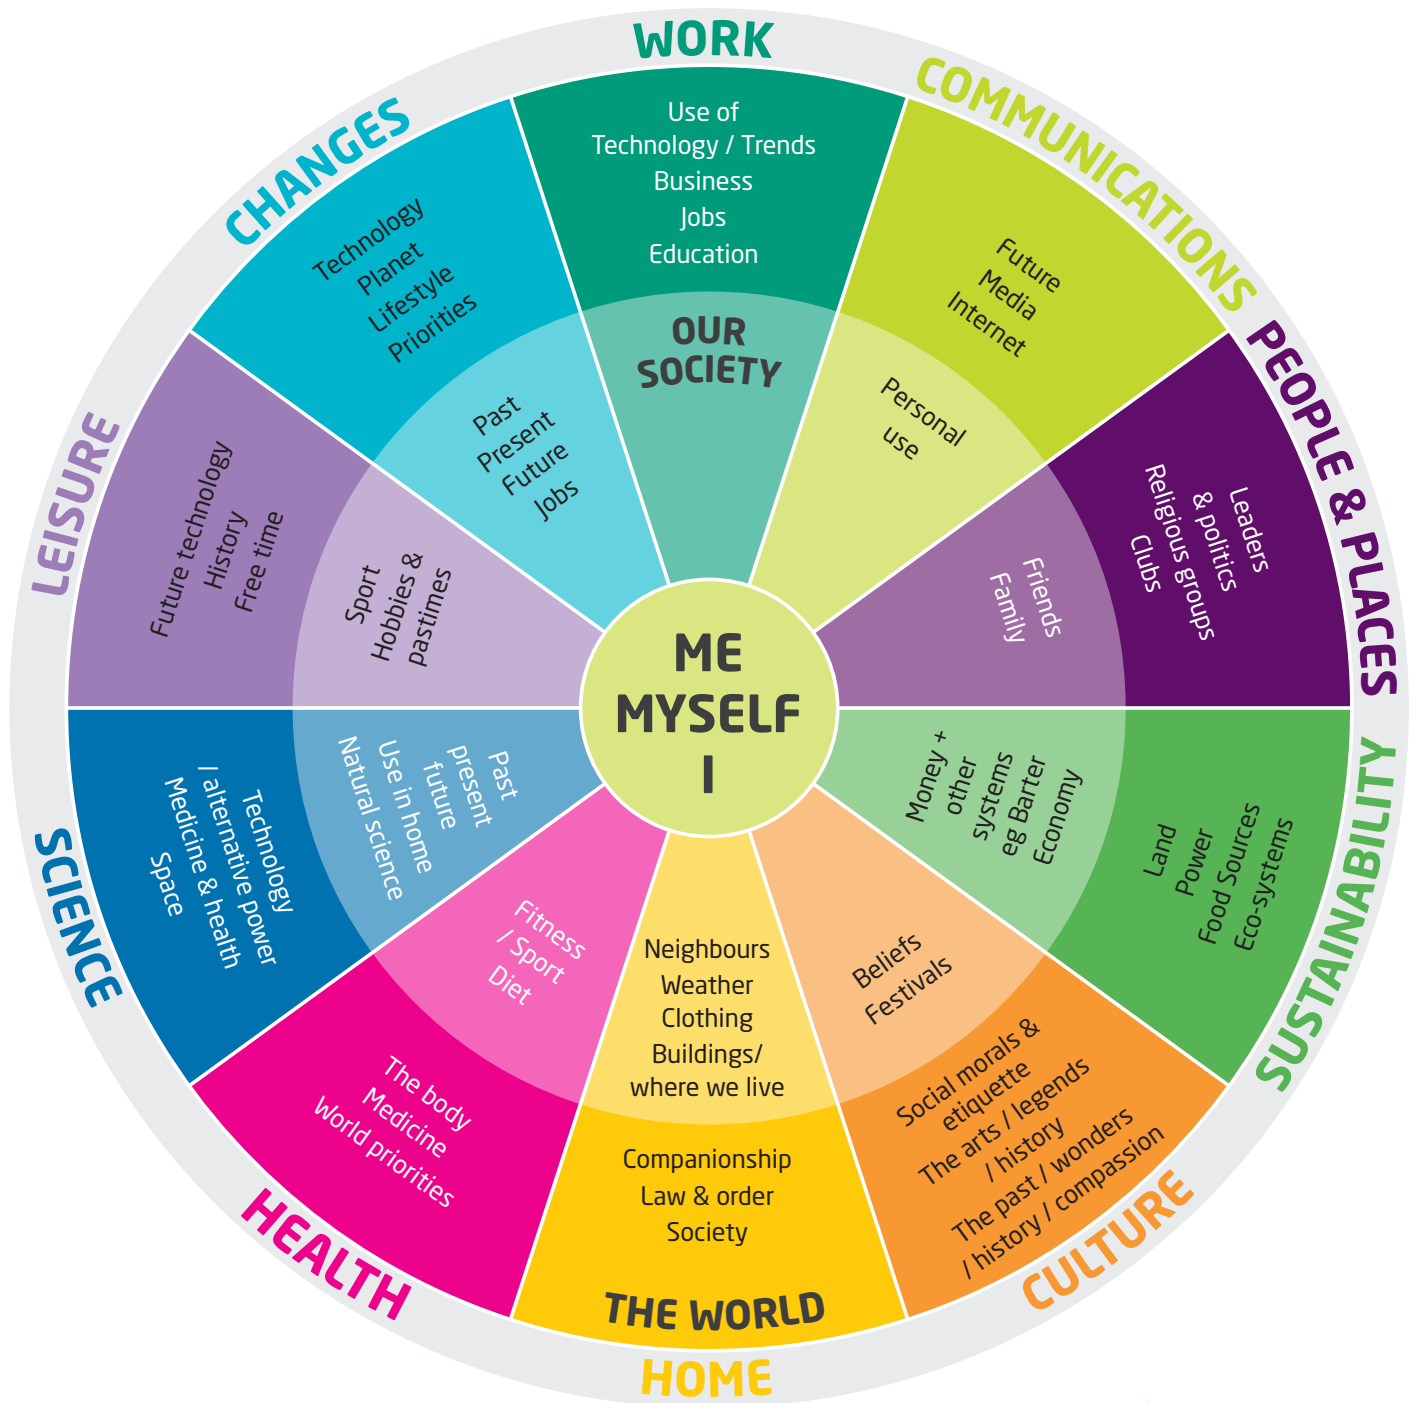 WORK
Use of
Technology / Trends
Business
Jobs
Education
OUR
SOCIETY
COMMUNICATIONS
Future
Media
Internet
Personal
use
PEOPLE & PLACES
Leaders
& politics
Religious groups
Clubs
Friends
Family
SUSTAINABILITY
Land
Power
Food Sources
Eco-systems
Money +
other
systems
eg Barter
Economy
CULTURE
Beliefs
Festivals
Social morals &
etiquette
The arts / legends
/ history
The past / wonders
/ history / compassion
HOME
Neighbours
Weather
Clothing
Buildings/
where we live
Companionship
Law & order
Society
THE WORLD
HEALTH
Fitness
/ Sport
Diet
The body
Medicine
World priorities
SCIENCE
Past
present
future
Use in home
Natural science
Technology
/ alternative power
Medicine & health
Space
LEISURE
Future technology
History
Free time
Sport
Hobbies &
pastimes
CHANGES
Technology
Planet
Lifestyle
Priorities
Past
Present
Future
Jobs
ME
MYSELF
I